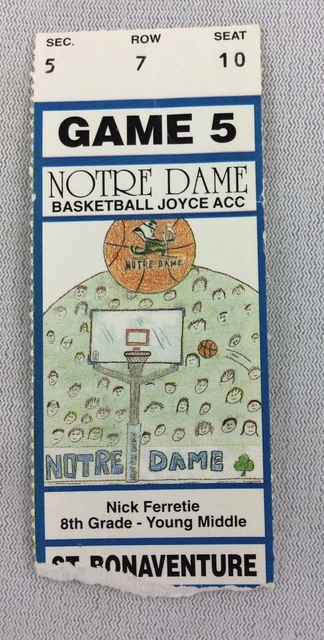 SEC. ROW SEAT
5 7 10
GAME 5
NOTRE DAME
BASKETBALL JOYCE ACC
NOTRE DAME
NOTRE DAME
Nick Ferretie
8th Grade - Young Middle
ST. BONAVENTURE